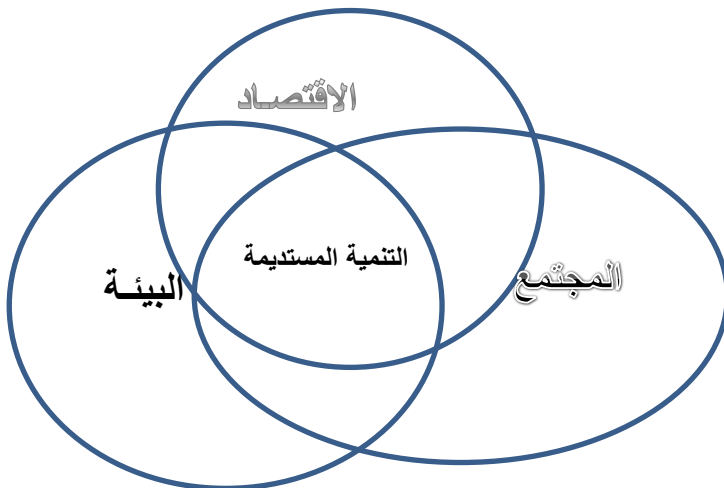 الاقتصاد
التنمية المستديمة
المجتمع
البيئة